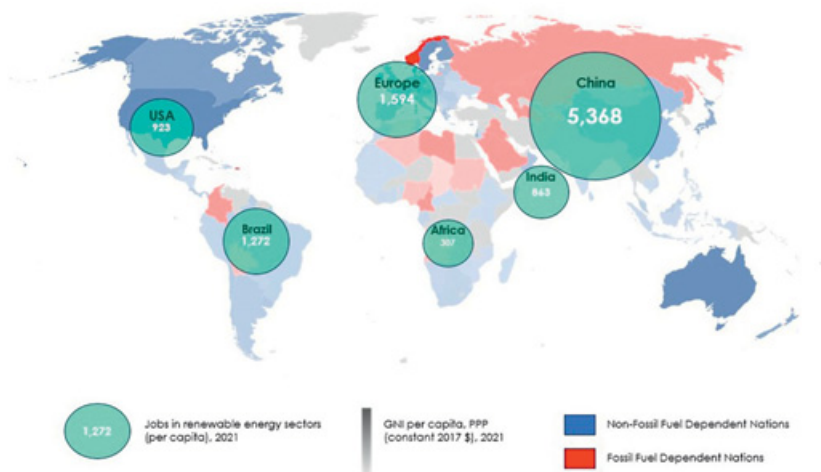 Europe
1,594
China
5,368
USA
923
India
863
Brazil
1,272
Africa
307
1,272
Jobs in renewable energy sectors
(per capita), 2021
GNI per capita, PPP
(constant 2017 $), 2021
Non-Fossil Fuel Dependent Nations
Fossil Fuel Dependent Nations